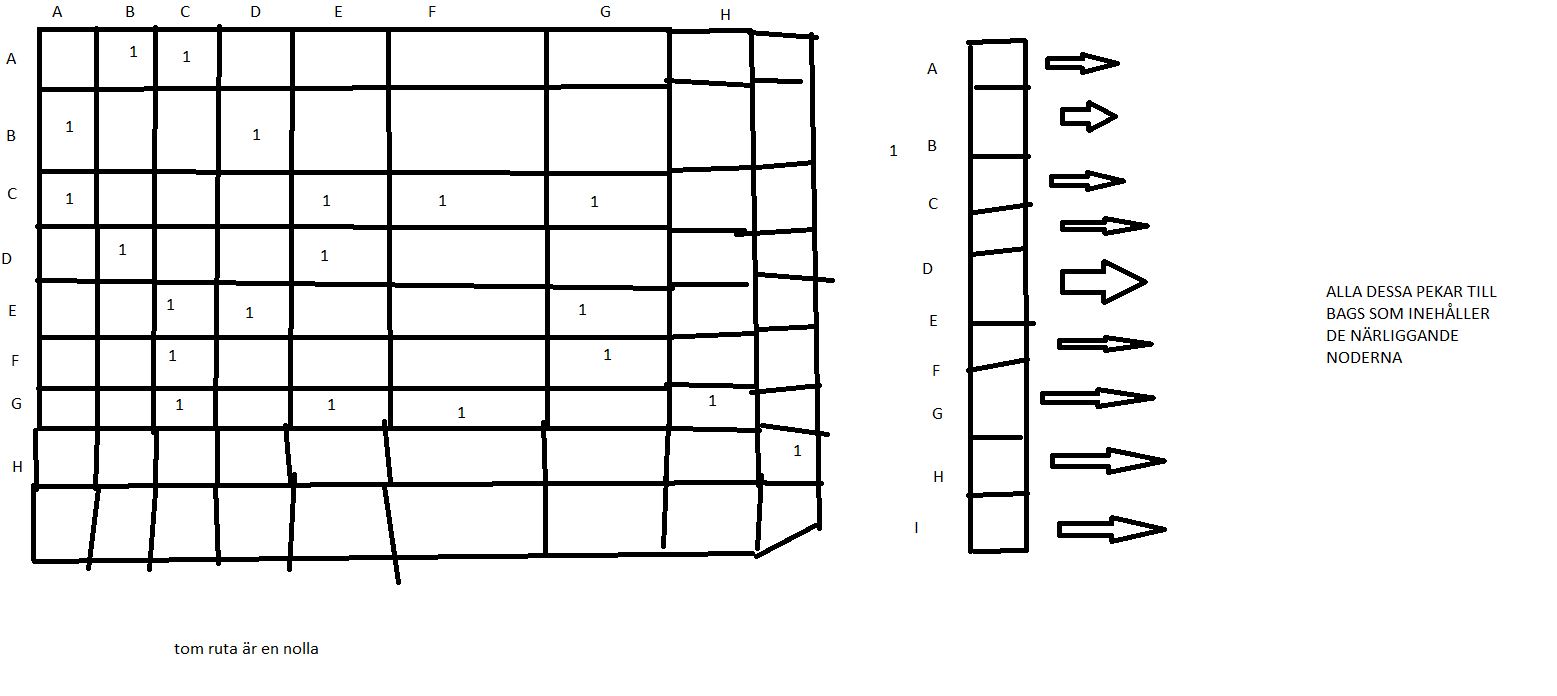 A B C D E F G H
A 1 1
B 1 1
C 1 1 1 1
D 1 1
E 1 1 1
F 1 1
G 1 1 1 1
H 1
A
1 B
C
D
E
F
G
H
I
ALLA DESSA PEKAR TILL
BAGS SOM INEHÅLLER
DE NÄRLIGGANDE
NODERNA
tom ruta är en nolla